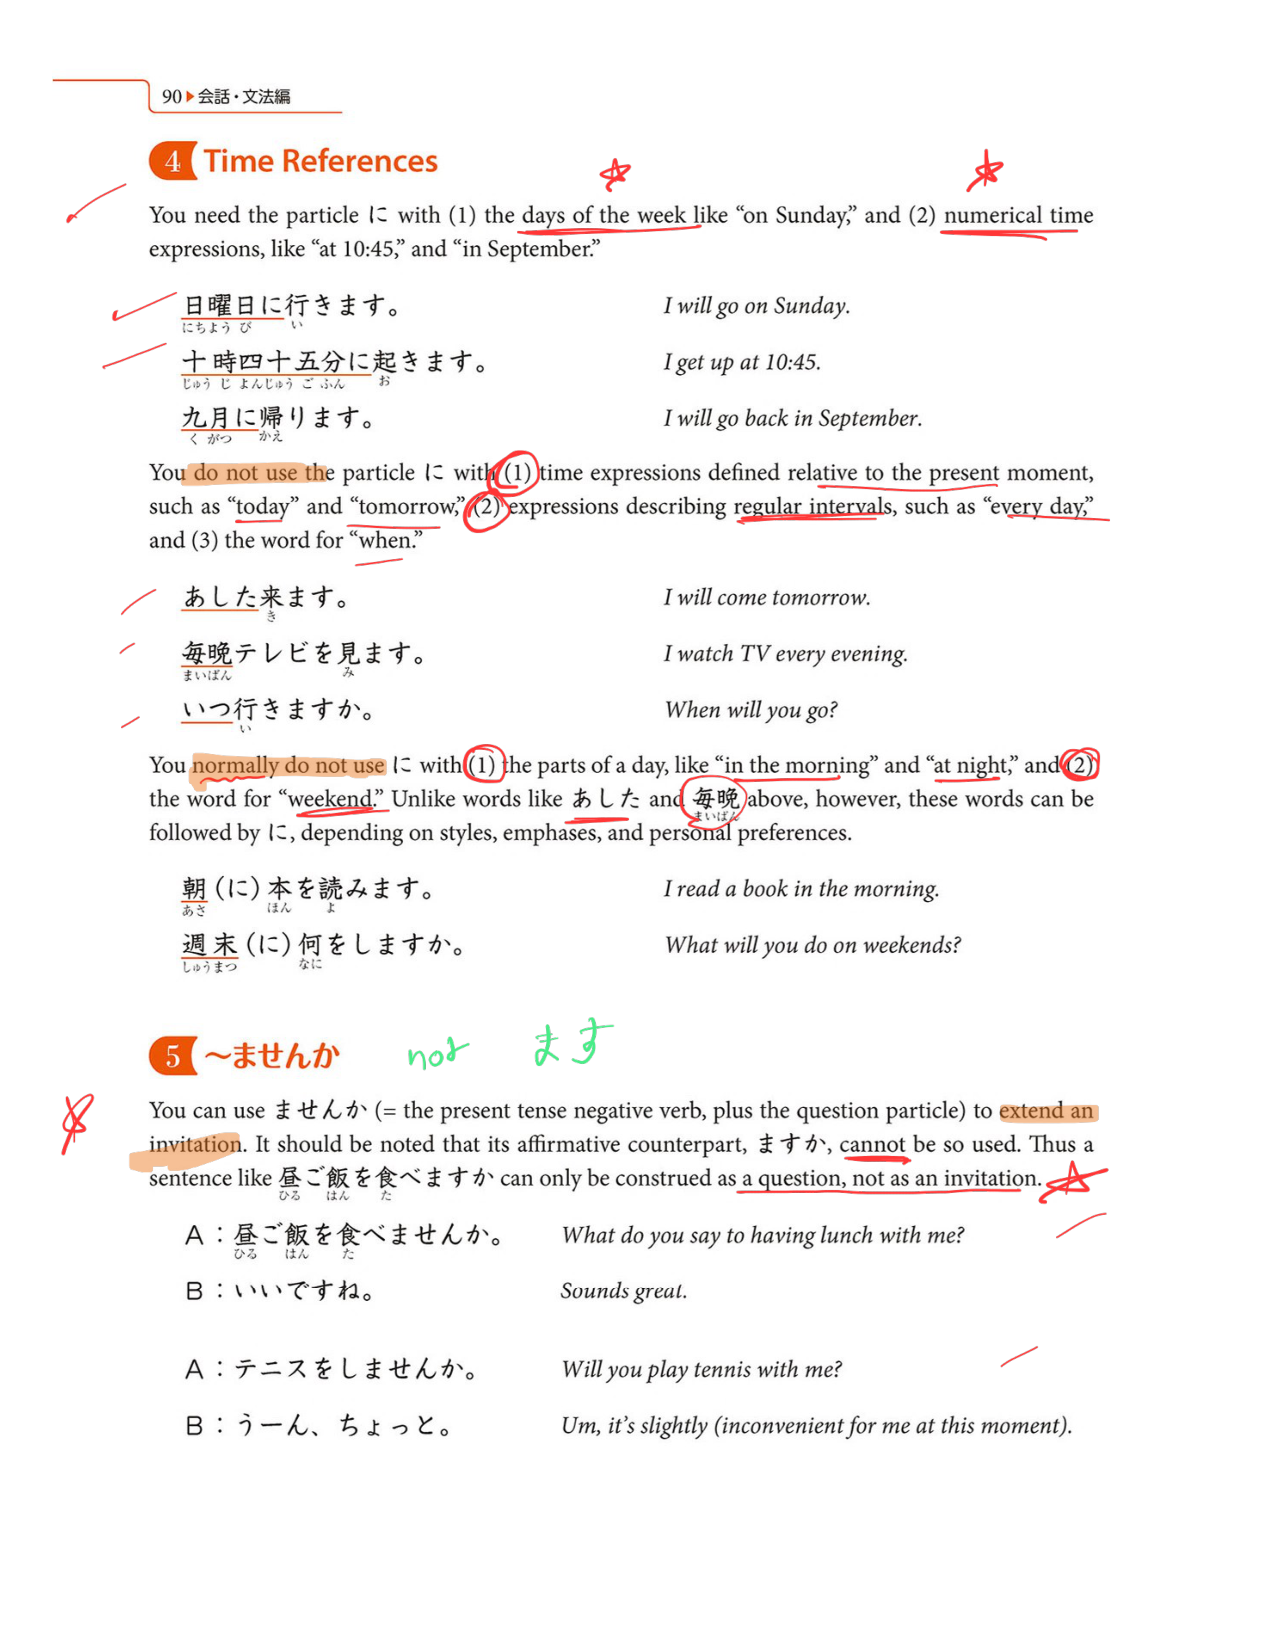 90 ▶ 会話・文法編
4 Time References
You need the particle に with (1) the days of the week like “on Sunday,” and (2) numerical time
expressions, like “at 10:45,” and “in September.”
日曜日に行きます。 I will go on Sunday.
にちよう び い
十時四十五分に起きます。 I get up at 10:45.
じゅう じ よんじゅう ご ふん お
九月に帰ります。 I will go back in September.
く がつ かえ
You do not use the particle に with (1) time expressions defined relative to the present moment,
such as “today” and “tomorrow,” (2) expressions describing regular intervals, such as “every day,”
and (3) the word for “when.”
あした来ます。 I will come tomorrow.
き
毎晩テレビを見ます。 I watch TV every evening.
まいばん み
いつ行きますか。 When will you go?
い
You normally do not use に with (1) the parts of a day, like “in the morning” and “at night,” and (2)
the word for “weekend.” Unlike words like あした and 毎晩 above, however, these words can be
まいばん
followed by に, depending on styles, emphases, and personal preferences.
朝(に)本を読みます。 I read a book in the morning.
あさ ほん よ
週末(に)何をしますか。 What will you do on weekends?
しゅうまつ なに
5 〜ませんか not ます
You can use ませんか (= the present tense negative verb, plus the question particle) to extend an
invitation. It should be noted that its affirmative counterpart, ますか, cannot be so used. Thus a
sentence like 昼ご飯を食べますか can only be construed as a question, not as an invitation.
ひる はん た
A：昼ご飯を食べませんか。 What do you say to having lunch with me?
ひる はん た
B：いいですね。 Sounds great.
A：テニスをしませんか。 Will you play tennis with me?
B：うーん、ちょっと。 Um, it’s slightly (inconvenient for me at this moment).